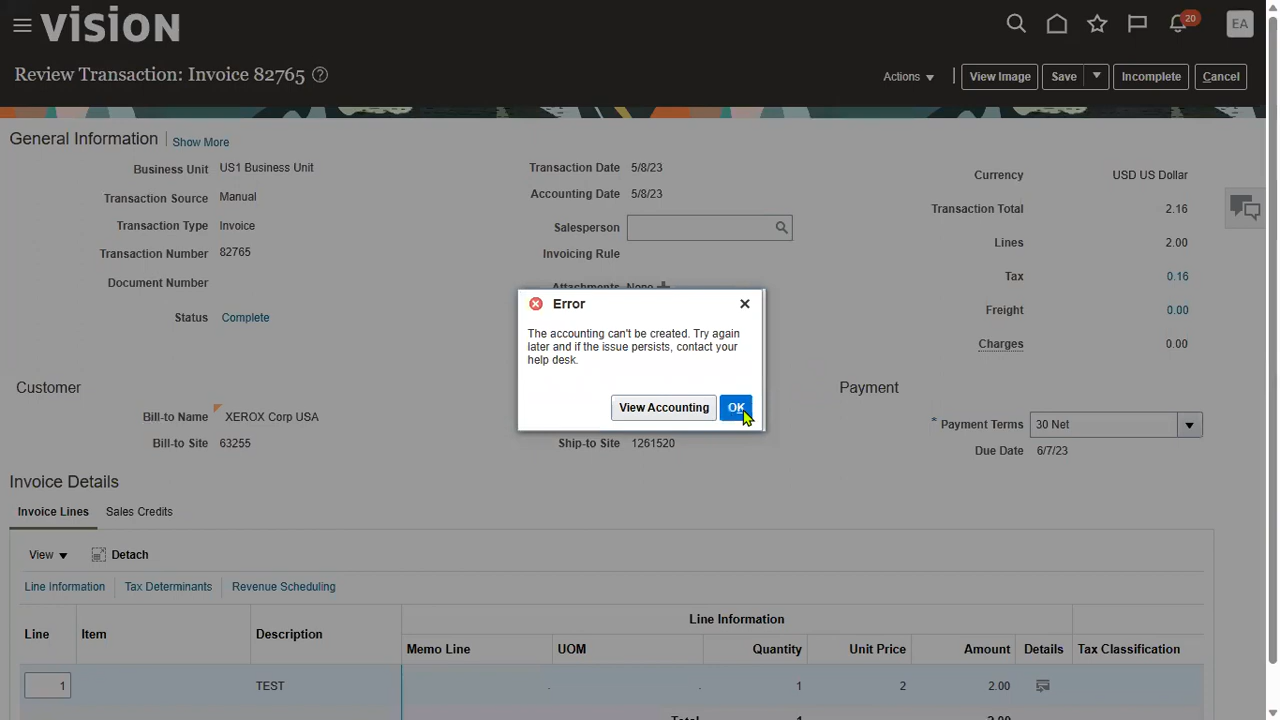 vision
20
EA
Review Transaction: Invoice 82765 ?
Actions
View Image
Save
Incomplete
Cancel
General Information
Show More
Business Unit US1 Business Unit
Transaction Source Manual
Transaction Type Invoice
Transaction Number 82765
Document Number
Status Complete
Transaction Date 5/8/23
Accounting Date 5/8/23
Salesperson
Invoicing Rule
Attachments None
Currency USD US Dollar
Transaction Total 2.16
Lines 2.00
Tax 0.16
Freight 0.00
Charges 0.00
Error
The accounting can't be created. Try again
later and if the issue persists, contact your
help desk.
View Accounting
OK
Customer
Bill-to Name XEROX Corp USA
Bill-to Site 63255
Ship-to Site 1261520
Payment
* Payment Terms 30 Net
Due Date 6/7/23
Invoice Details
Invoice Lines
Sales Credits
View
Detach
Line Information
Tax Determinants
Revenue Scheduling
Line Information
Line Item Description Memo Line UOM Quantity Unit Price Amount Details Tax Classification
1 TEST . . 1 2 2.00
Total 1 2.00